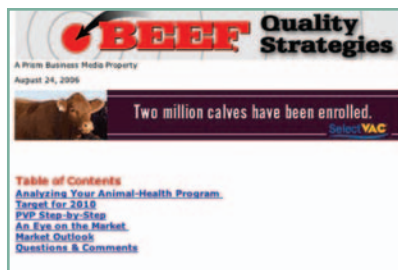 BEEF Quality
Strategies
A Prism Business Media Property
August 24, 2006
Two million calves have been enrolled.
SelectVAC
Table of Contents
Analyzing Your Animal-Health Program
Target for 2010
PVP Step-by-Step
An Eye on the Market
Market Outlook
Questions & Comments